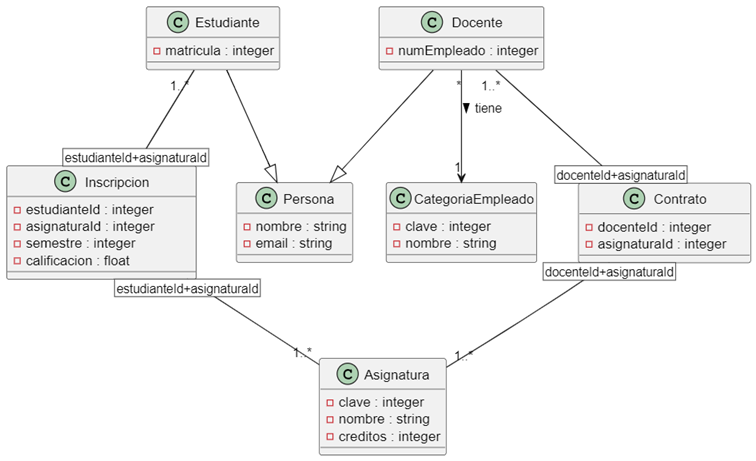 C Estudiante
matricula : integer
C Docente
numEmpleado : integer
1..*
*
1..*
tiene
estudianteId+asignaturaId
1
docenteId+asignaturaId
C Inscripcion
estudianteId : integer
asignaturaId : integer
semestre : integer
calificacion : float
C Persona
nombre : string
email : string
C CategoriaEmpleado
clave : integer
nombre : string
C Contrato
docenteId : integer
asignaturaId : integer
estudianteId+asignaturaId
docenteId+asignaturaId
1..*
1..*
C Asignatura
clave : integer
nombre : string
creditos : integer